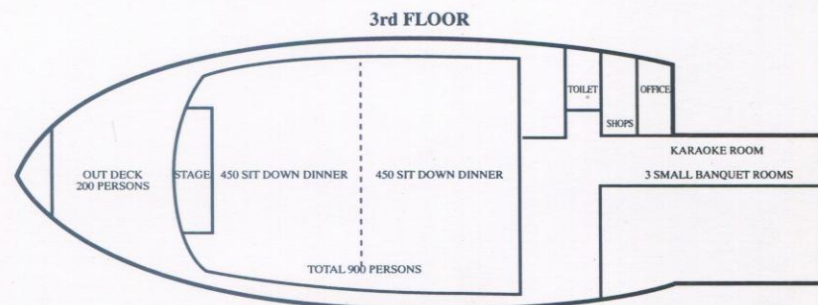 3rd FLOOR
TOILET
OFFICE
SHOPS
KARAOKE ROOM
OUT DECK
200 PERSONS
STAGE
450 SIT DOWN DINNER
450 SIT DOWN DINNER
3 SMALL BANQUET ROOMS
TOTAL 900 PERSONS